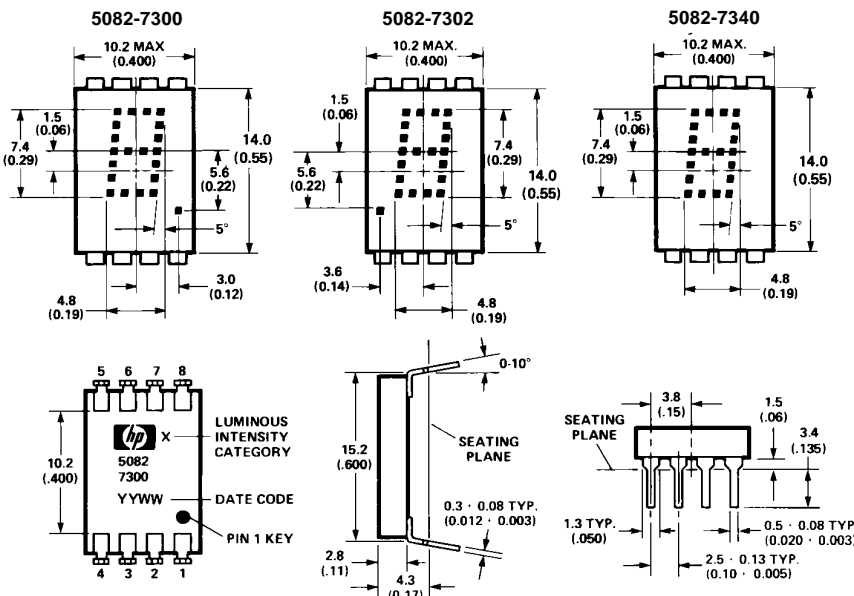 5082-7300
5082-7302
5082-7340
10.2 MAX
(0.400)
1.5
(0.06)
7.4
(0.29)
14.0
(0.55)
5.6
(0.22)
5°
3.0
(0.12)
4.8
(0.19)
10.2 MAX.
(0.400)
1.5
(0.06)
7.4
(0.29)
5.6
(0.22)
14.0
(0.55)
5°
3.6
(0.14)
4.8
(0.19)
10.2 MAX.
(0.400)
1.5
(0.06)
7.4
(0.29)
14.0
(0.55)
5°
4.8
(0.19)
5 6 7 8
hp X
LUMINOUS
INTENSITY
CATEGORY
10.2
(.400)
5082
7300
YYWW
DATE CODE
PIN 1 KEY
4 3 2 1
0-10°
15.2
(.600)
SEATING
PLANE
0.3 · 0.08 TYP.
(0.012 · 0.003)
2.8
(.11)
4.3
(0.17)
3.8
(.15)
SEATING
PLANE
1.5
(.06)
3.4
(.135)
1.3 TYP.
(.050)
0.5 · 0.08 TYP.
(0.020 · 0.003)
2.5 · 0.13 TYP.
(0.10 · 0.005)